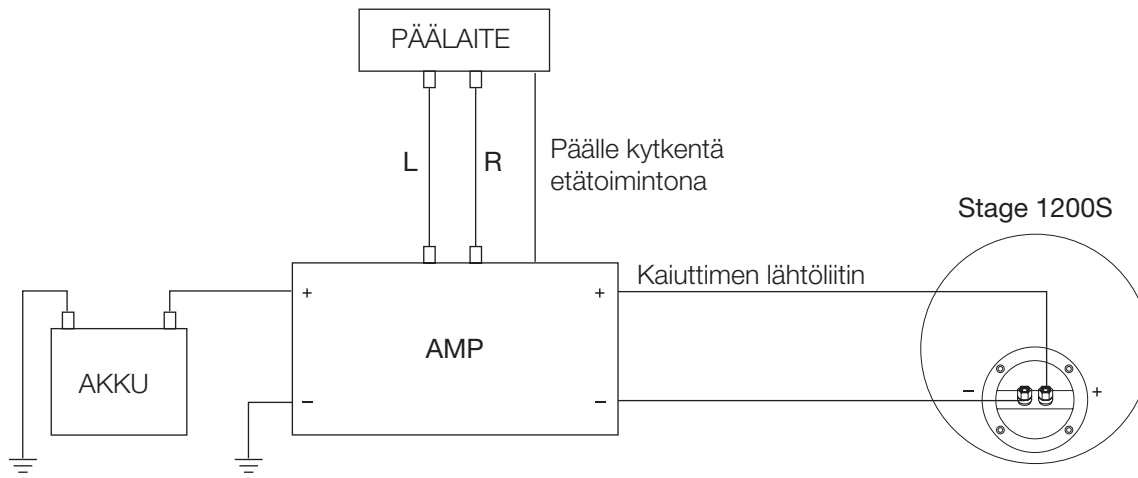 PÄÄLAITE
L
R
Päälle kytkentä
etätoimintona
Stage 1200S
Kaiuttimen lähtöliitin
+
+
AMP
AKKU
−
+
−
−